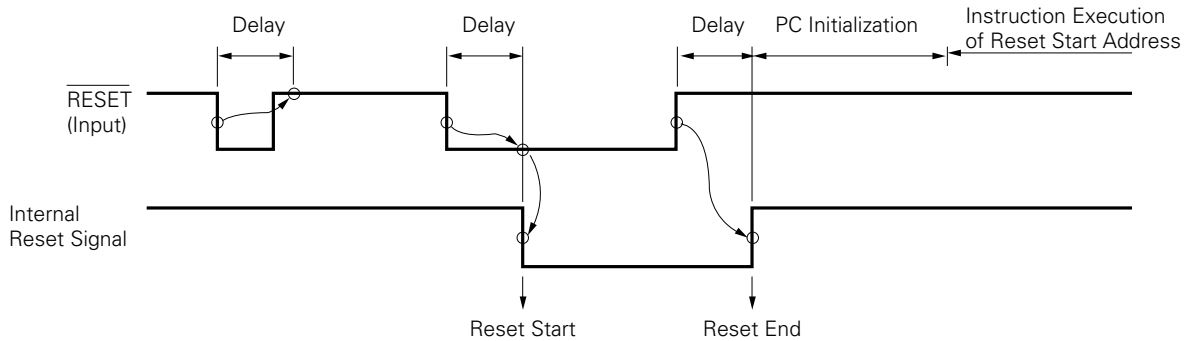 Delay
Delay
Delay
PC Initialization
Instruction Execution
of Reset Start Address
RESET
(Input)
Internal
Reset Signal
Reset Start
Reset End